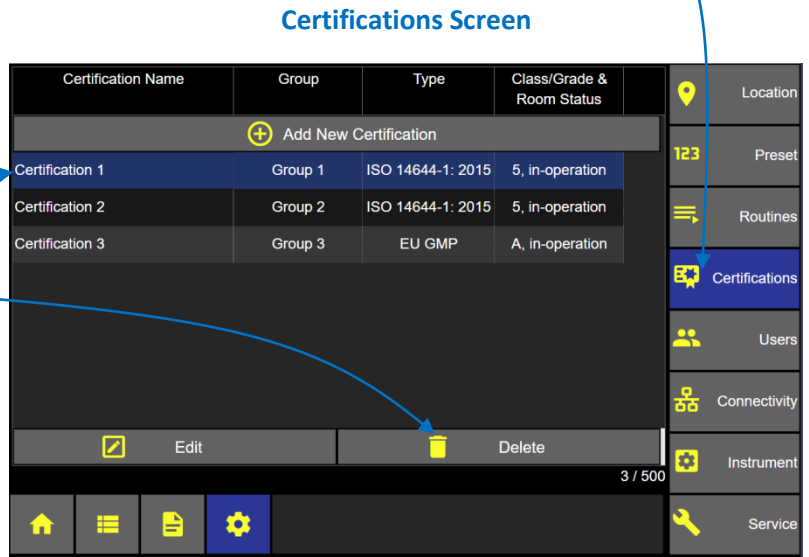 Certifications Screen
Certification Name Group Type Class/Grade & Room Status
Add New Certification
Certification 1 Group 1 ISO 14644-1: 2015 5, in-operation
Certification 2 Group 2 ISO 14644-1: 2015 5, in-operation
Certification 3 Group 3 EU GMP A, in-operation
Edit Delete
3 / 500
Location
123 Preset
Routines
Certifications
Users
Connectivity
Instrument
Service